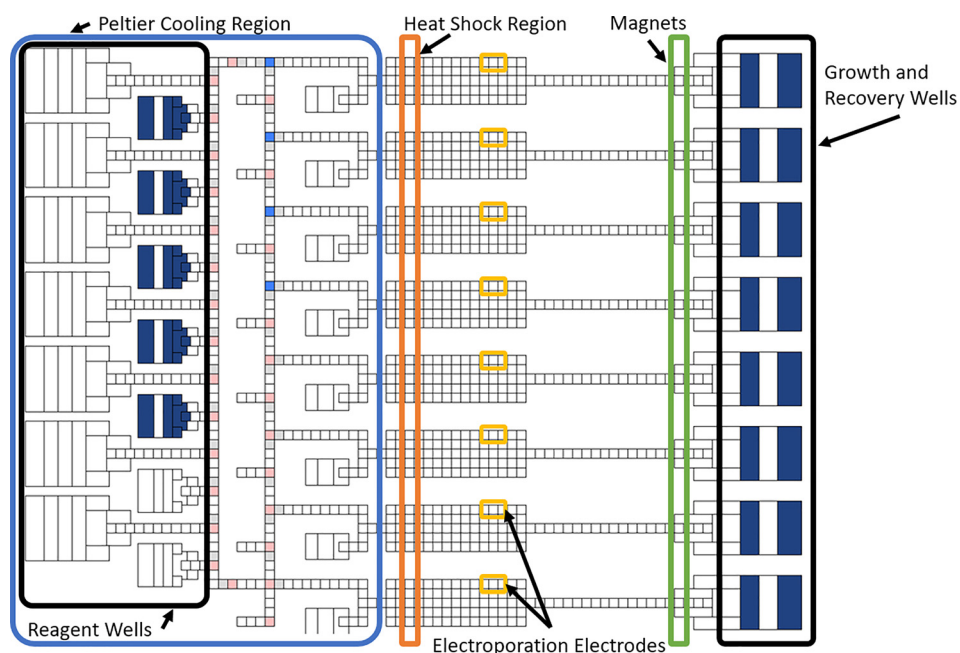 Peltier Cooling Region
Heat Shock Region
Magnets
Growth and
Recovery Wells
Reagent Wells
Electroporation Electrodes